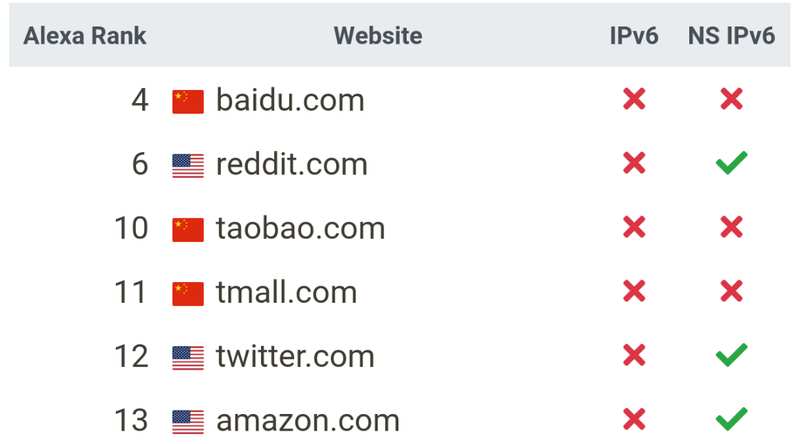 Alexa Rank Website IPv6 NS IPv6
4 baidu.com
6 reddit.com
10 taobao.com
11 tmall.com
12 twitter.com
13 amazon.com